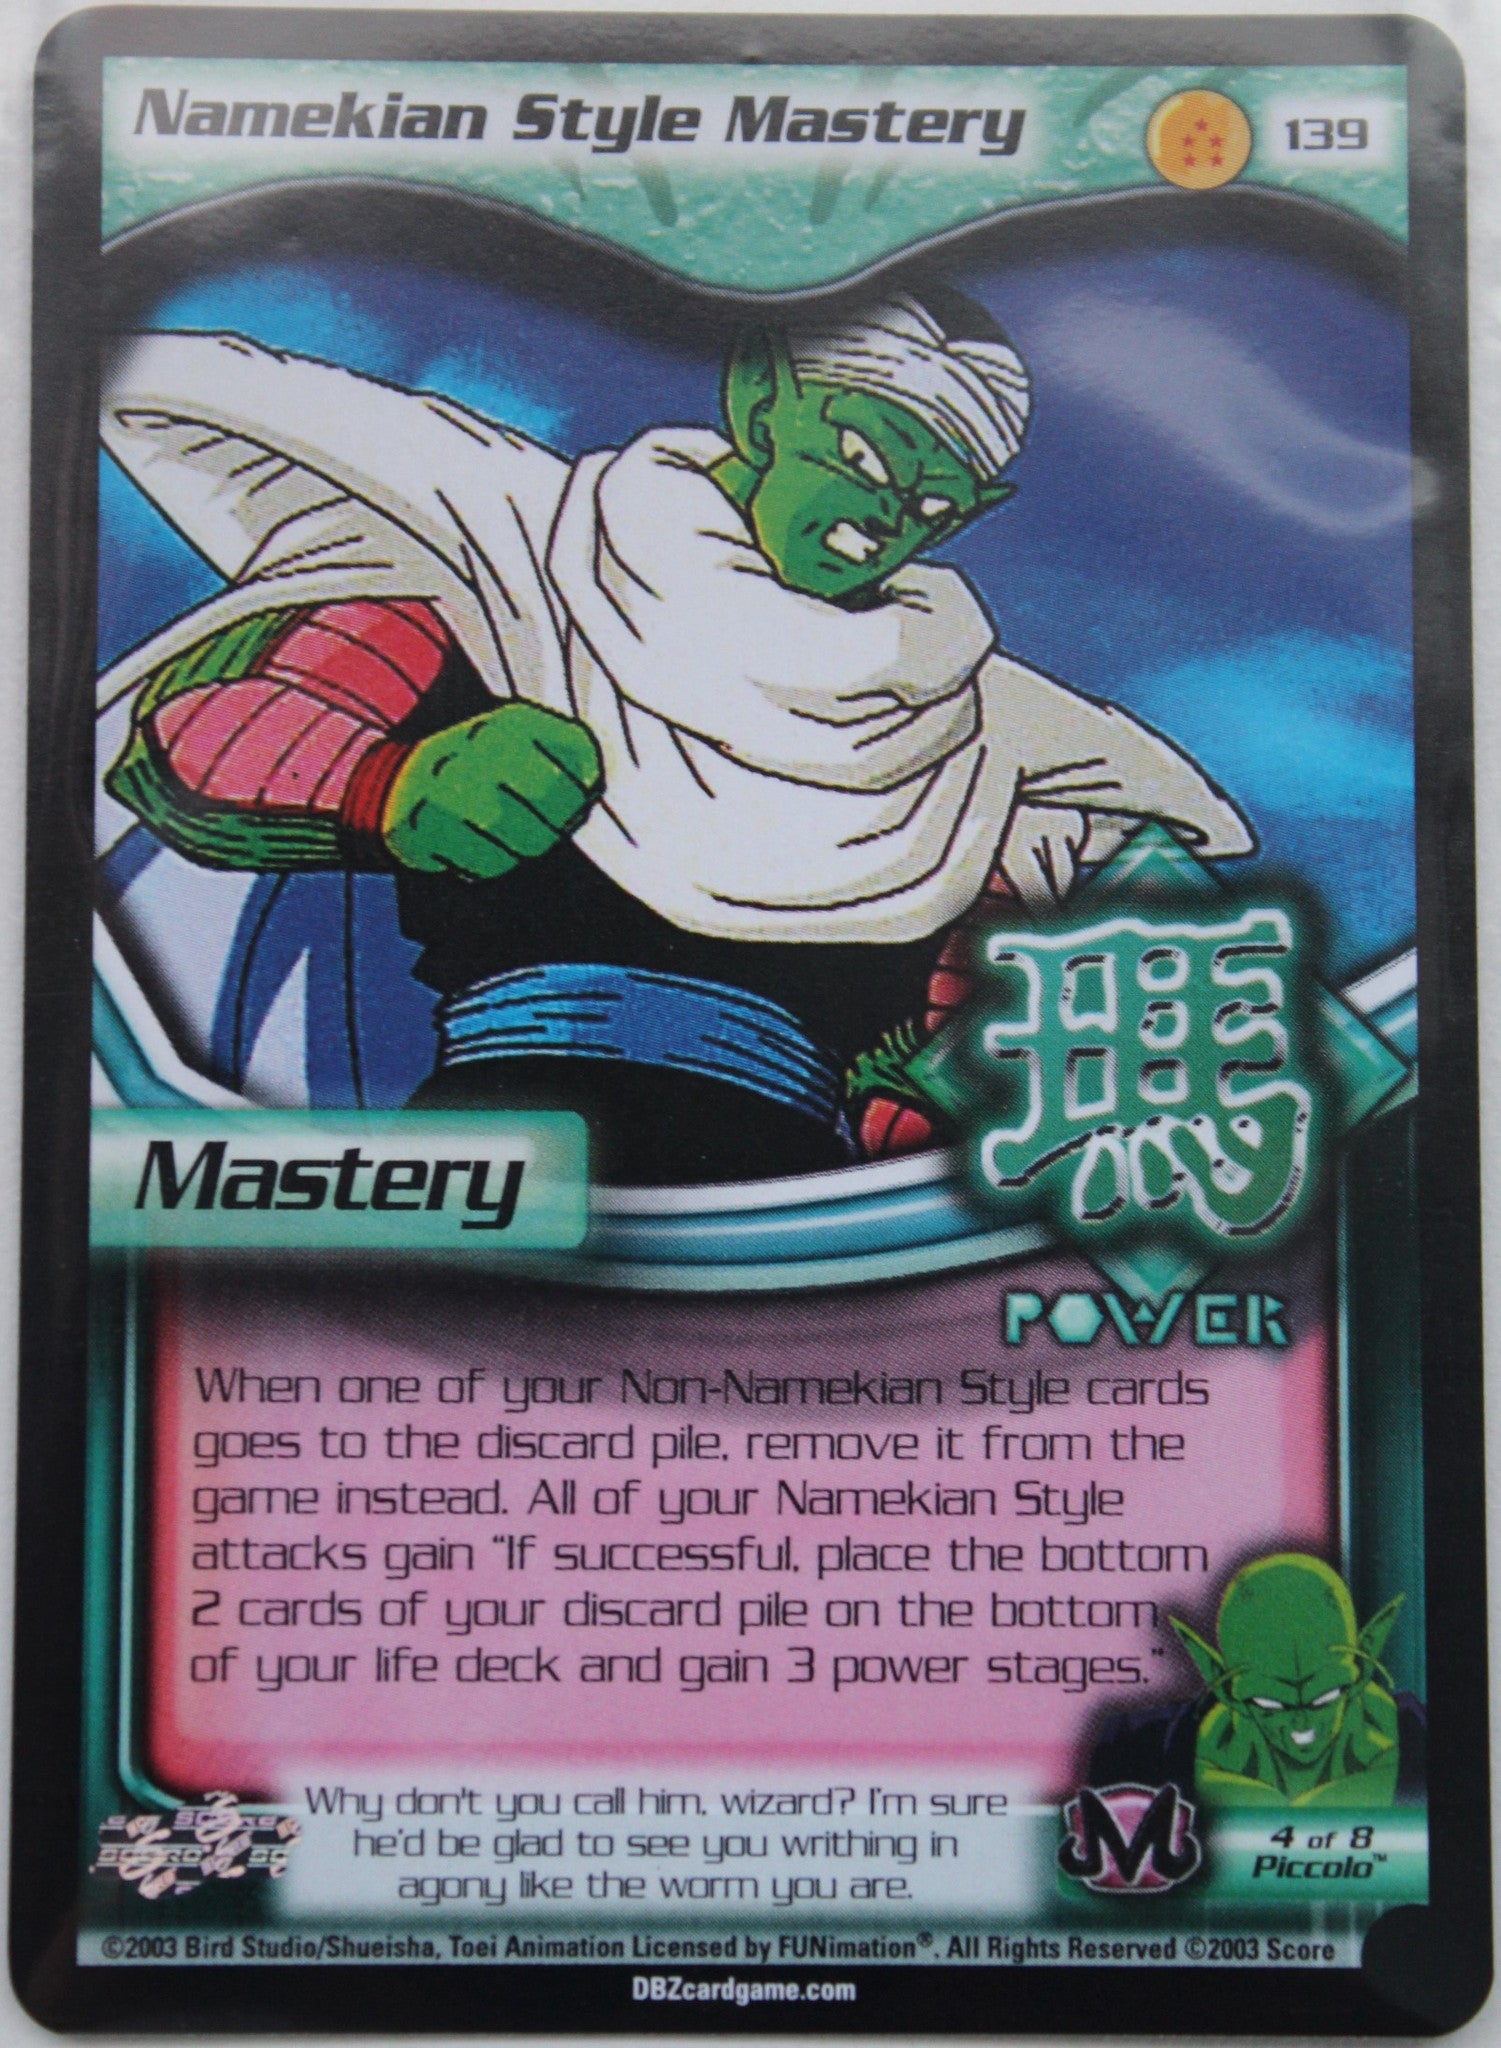 Namekian Style Mastery
139
馬
Mastery
POWER
When one of your Non-Namekian Style cards
goes to the discard pile, remove it from the
game instead. All of your Namekian Style
attacks gain “If successful, place the bottom
2 cards of your discard pile on the bottom
of your life deck and gain 3 power stages.”
Why don't you call him, wizard? I'm sure
he'd be glad to see you writhing in
agony like the worm you are.
SCORE
M
4 of 8
Piccolo™
©2003 Bird Studio/Shueisha, Toei Animation Licensed by FUNimation®. All Rights Reserved ©2003 Score
DBZcardgame.com